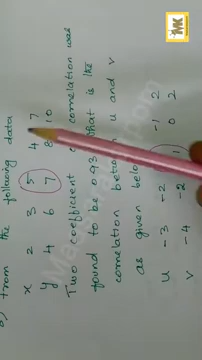 b) From the following data
x 2 3 5 4 7
y 4 6 7 8 10
Two coefficient of correlation was
found to be 0.93 What is the
correlation between u and v
as given below
u -3 -2 -1 2
v -4 -2 1 0 2
MK